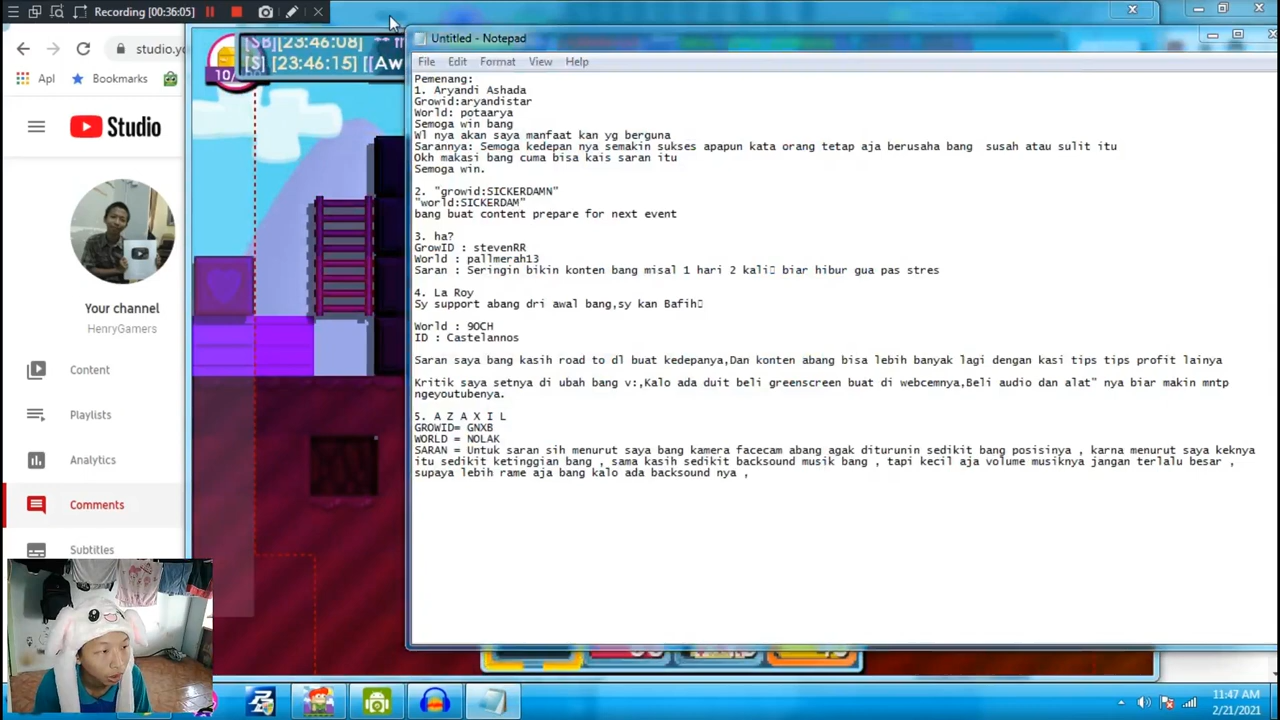 Recording [00:36:05]
studio.yo
Apl
Bookmarks
Studio
Your channel
HenryGamers
Content
Playlists
Analytics
Comments
Subtitles
10/
[SB][23:46:08]
[S] [23:46:15] [[Aw
Untitled - Notepad
File Edit Format View Help
Pemenang:
1. Aryandi Ashada
Growid:aryandistar
World: potaarya
Semoga win bang
Wl nya akan saya manfaat kan yg berguna
Sarannya: Semoga kedepan nya semakin sukses apapun kata orang tetap aja berusaha bang susah atau sulit itu
Okh makasi bang cuma bisa kais saran itu
Semoga win.
2. "growid:SICKERDAMN"
"world:SICKERDAM"
bang buat content prepare for next event
3. ha?
GrowID : stevenRR
World : pallmerah13
Saran : Seringin bikin konten bang misal 1 hari 2 kali▯ biar hibur gua pas stres
4. La Roy
Sy support abang dri awal bang,sy kan Bafih▯
World : 9OCH
ID : Castelannos
Saran saya bang kasih road to dl buat kedepanya,Dan konten abang bisa lebih banyak lagi dengan kasi tips tips profit lainya
Kritik saya setnya di ubah bang v:,Kalo ada duit beli greenscreen buat di webcemnya,Beli audio dan alat" nya biar makin mntp
ngeyoutubenya.
5. A Z A X I L
GROWID= GNXB
WORLD = NOLAK
SARAN = Untuk saran sih menurut saya bang kamera facecam abang agak diturunin sedikit bang posisinya , karna menurut saya keknya
itu sedikit ketinggian bang , sama kasih sedikit backsound musik bang , tapi kecil aja volume musiknya jangan terlalu besar ,
supaya lebih rame aja bang kalo ada backsound nya ,
11:47 AM
2/21/2021